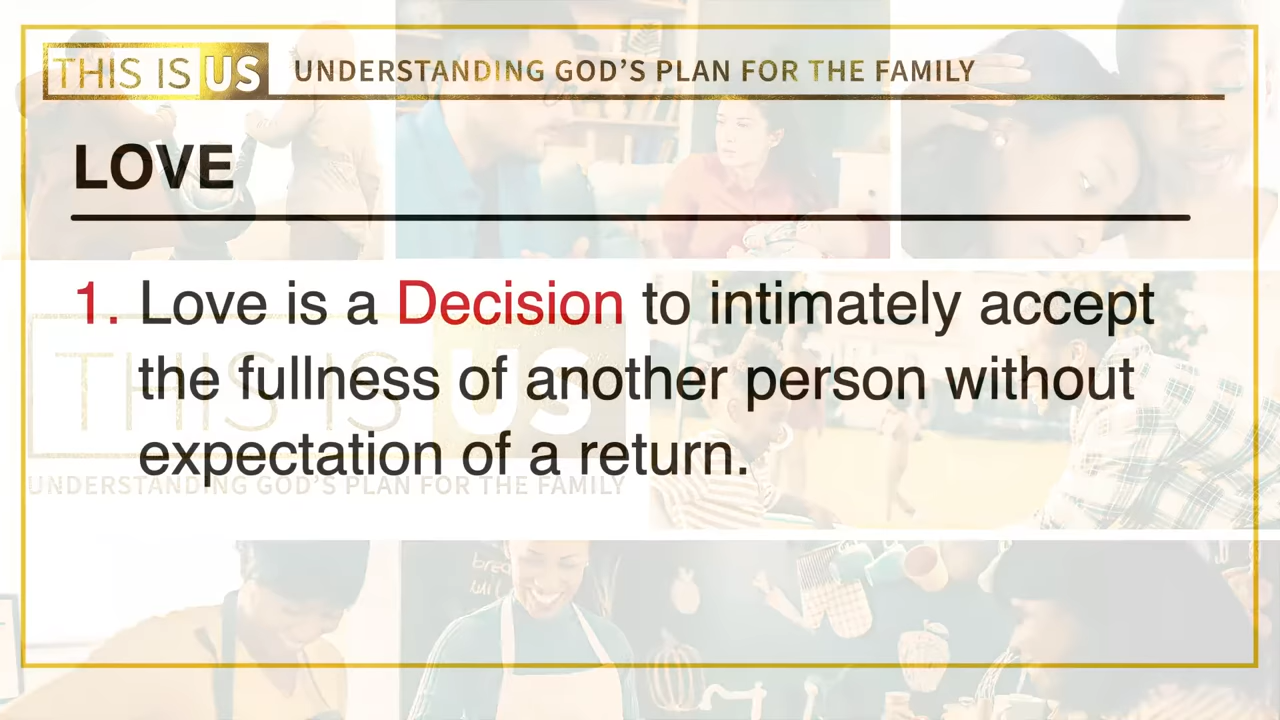 THIS IS US UNDERSTANDING GOD'S PLAN FOR THE FAMILY
LOVE
1. Love is a Decision to intimately accept
the fullness of another person without
expectation of a return.
THIS IS US
UNDERSTANDING GOD'S PLAN FOR THE FAMILY